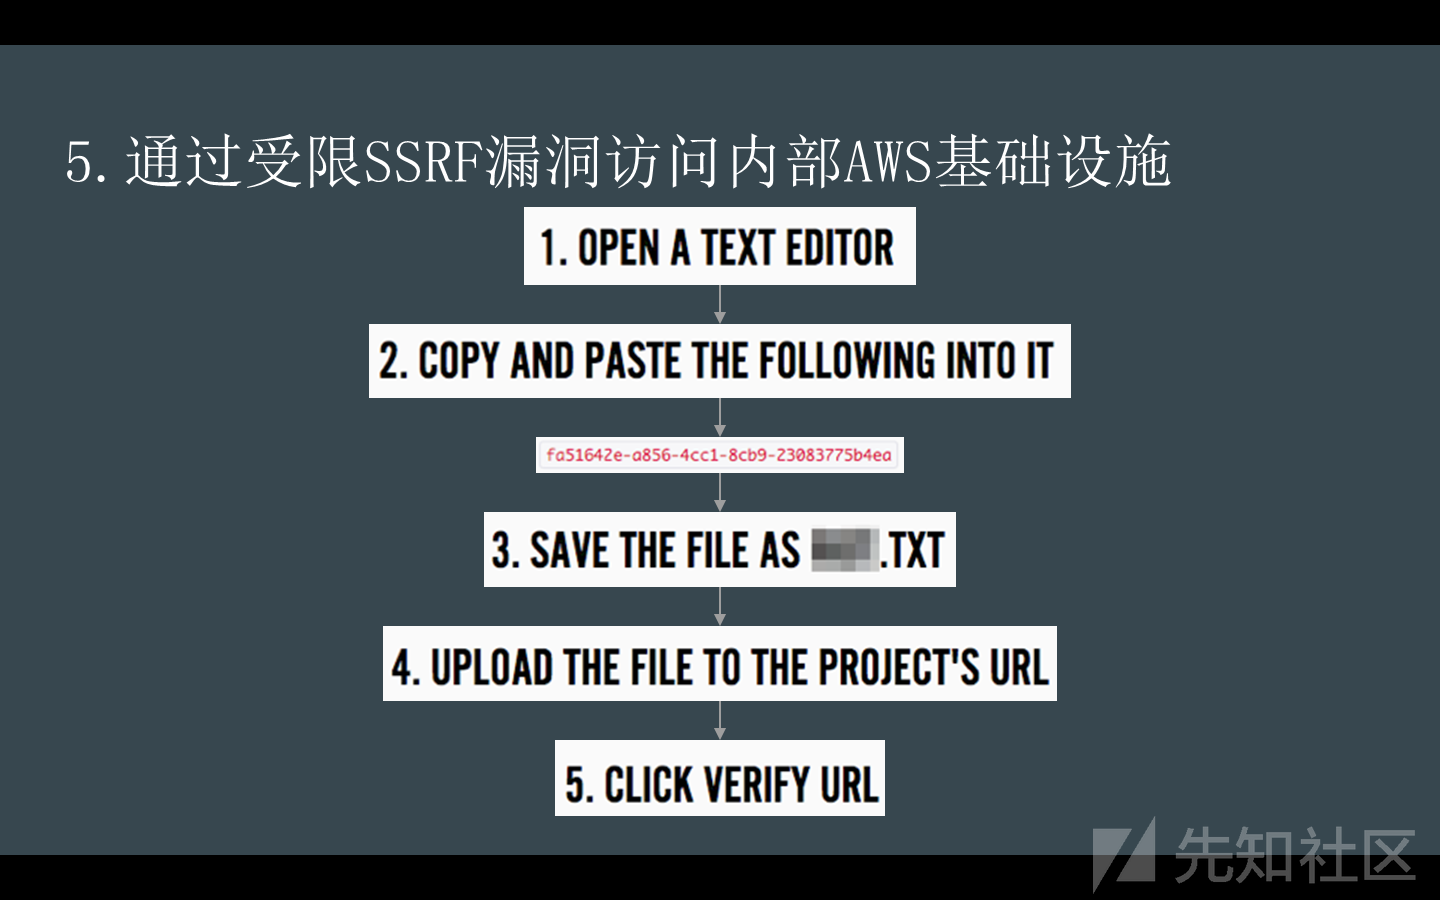 5.通过受限SSRF漏洞访问内部AWS基础设施
1. OPEN A TEXT EDITOR
2. COPY AND PASTE THE FOLLOWING INTO IT
fa51642e-a856-4cc1-8cb9-23083775b4ea
3. SAVE THE FILE AS .TXT
4. UPLOAD THE FILE TO THE PROJECT'S URL
5. CLICK VERIFY URL
先知社区